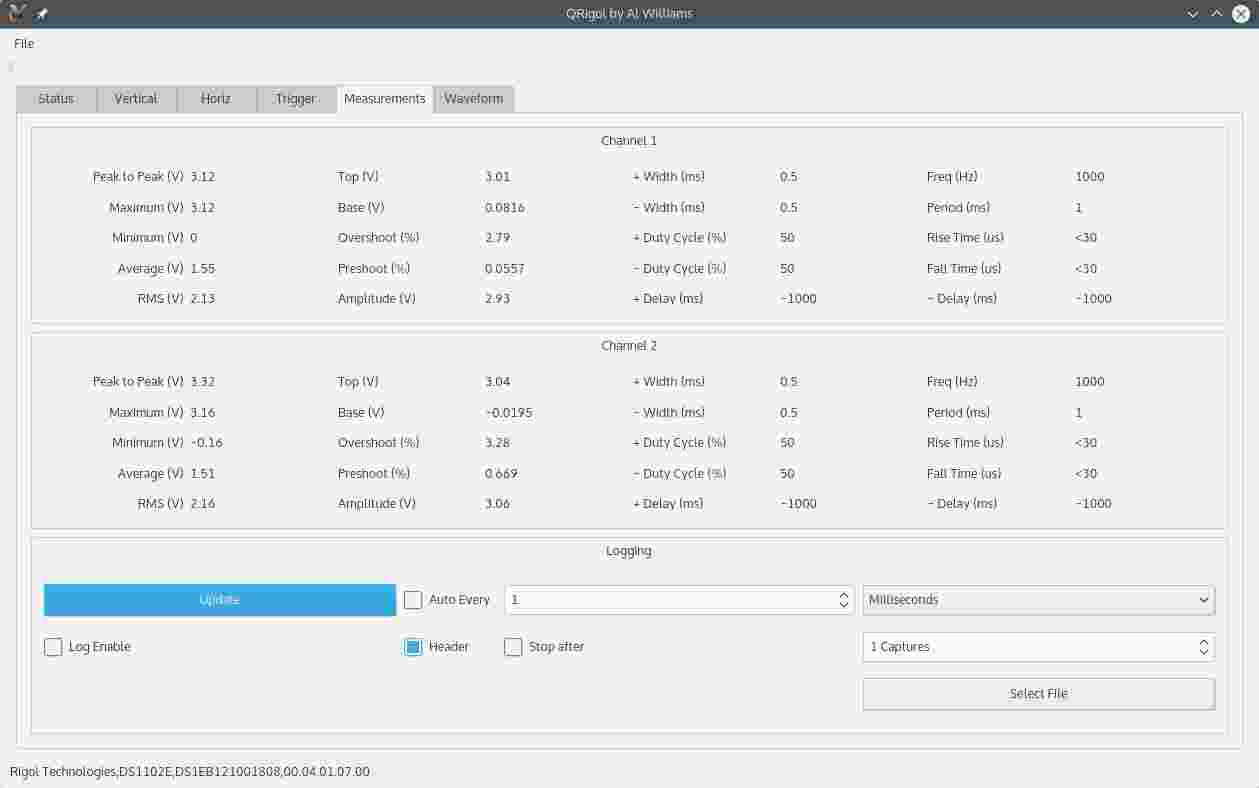 QRigol by Al Williams
File
Status Vertical Horiz Trigger Measurements Waveform
Channel 1
Peak to Peak (V) 3.12 Top (V) 3.01 + Width (ms) 0.5 Freq (Hz) 1000
Maximum (V) 3.12 Base (V) 0.0816 - Width (ms) 0.5 Period (ms) 1
Minimum (V) 0 Overshoot (%) 2.79 + Duty Cycle (%) 50 Rise Time (us) <30
Average (V) 1.55 Preshoot (%) 0.0557 - Duty Cycle (%) 50 Fall Time (us) <30
RMS (V) 2.13 Amplitude (V) 2.93 + Delay (ms) -1000 - Delay (ms) -1000
Channel 2
Peak to Peak (V) 3.32 Top (V) 3.04 + Width (ms) 0.5 Freq (Hz) 1000
Maximum (V) 3.16 Base (V) -0.0195 - Width (ms) 0.5 Period (ms) 1
Minimum (V) -0.16 Overshoot (%) 3.28 + Duty Cycle (%) 50 Rise Time (us) <30
Average (V) 1.51 Preshoot (%) 0.669 - Duty Cycle (%) 50 Fall Time (us) <30
RMS (V) 2.16 Amplitude (V) 3.06 + Delay (ms) -1000 - Delay (ms) -1000
Logging
Update Auto Every 1 Milliseconds
Log Enable Header Stop after 1 Captures
Select File
Rigol Technologies,DS1102E,DS1EB121001808,00.04.01.07.00